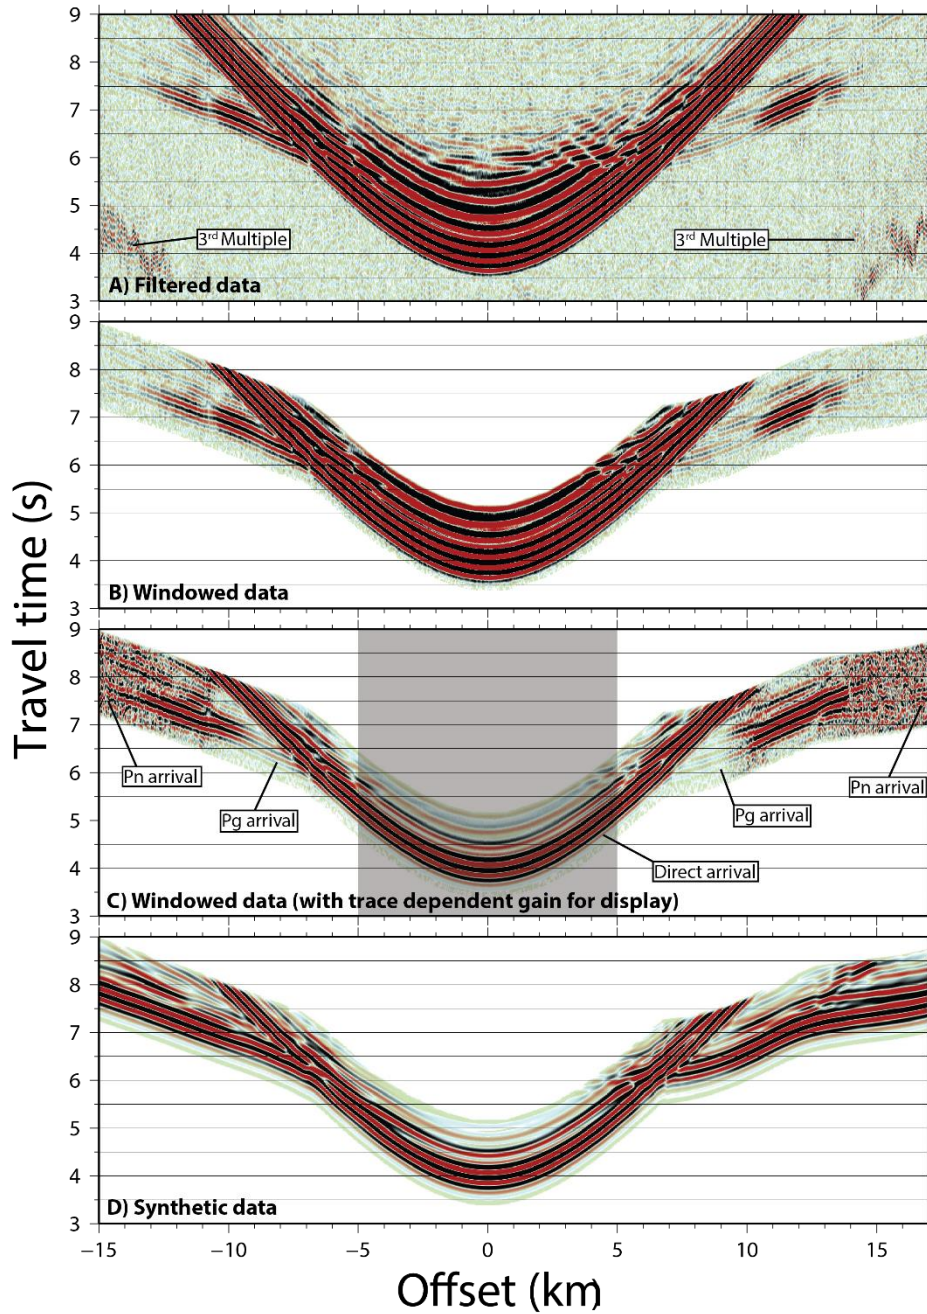 Travel time (s)
9
8
7
6
5
4
3
3rd Multiple
3rd Multiple
A) Filtered data
9
8
7
6
5
4
3
B) Windowed data
9
8
7
6
5
4
3
Pn arrival
Pg arrival
Pn arrival
Pg arrival
Direct arrival
C) Windowed data (with trace dependent gain for display)
9
8
7
6
5
4
3
D) Synthetic data
−15 −10 −5 0 5 10 15
Offset (km)